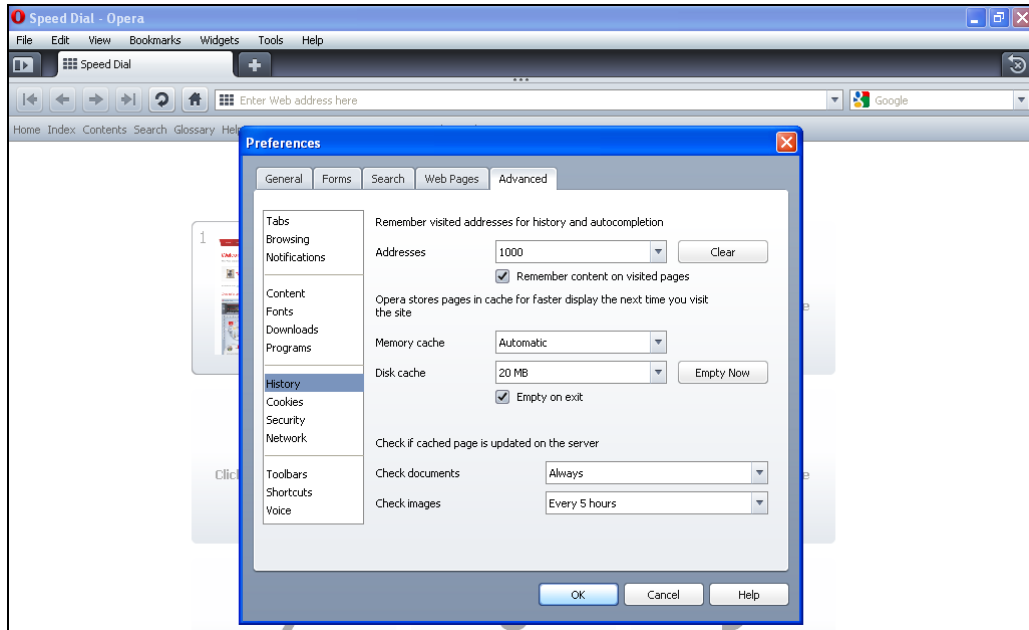 Speed Dial - Opera
File Edit View Bookmarks Widgets Tools Help
Speed Dial
Enter Web address here
Google
Home Index Contents Search Glossary
Preferences
General Forms Search Web Pages Advanced
Tabs
Browsing
Notifications
Content
Fonts
Downloads
Programs
History
Cookies
Security
Network
Toolbars
Shortcuts
Voice
Remember visited addresses for history and autocompletion
Addresses 1000 Clear
Remember content on visited pages
Opera stores pages in cache for faster display the next time you visit
the site
Memory cache Automatic
Disk cache 20 MB Empty Now
Empty on exit
Check if cached page is updated on the server
Check documents Always
Check images Every 5 hours
OK Cancel Help
1